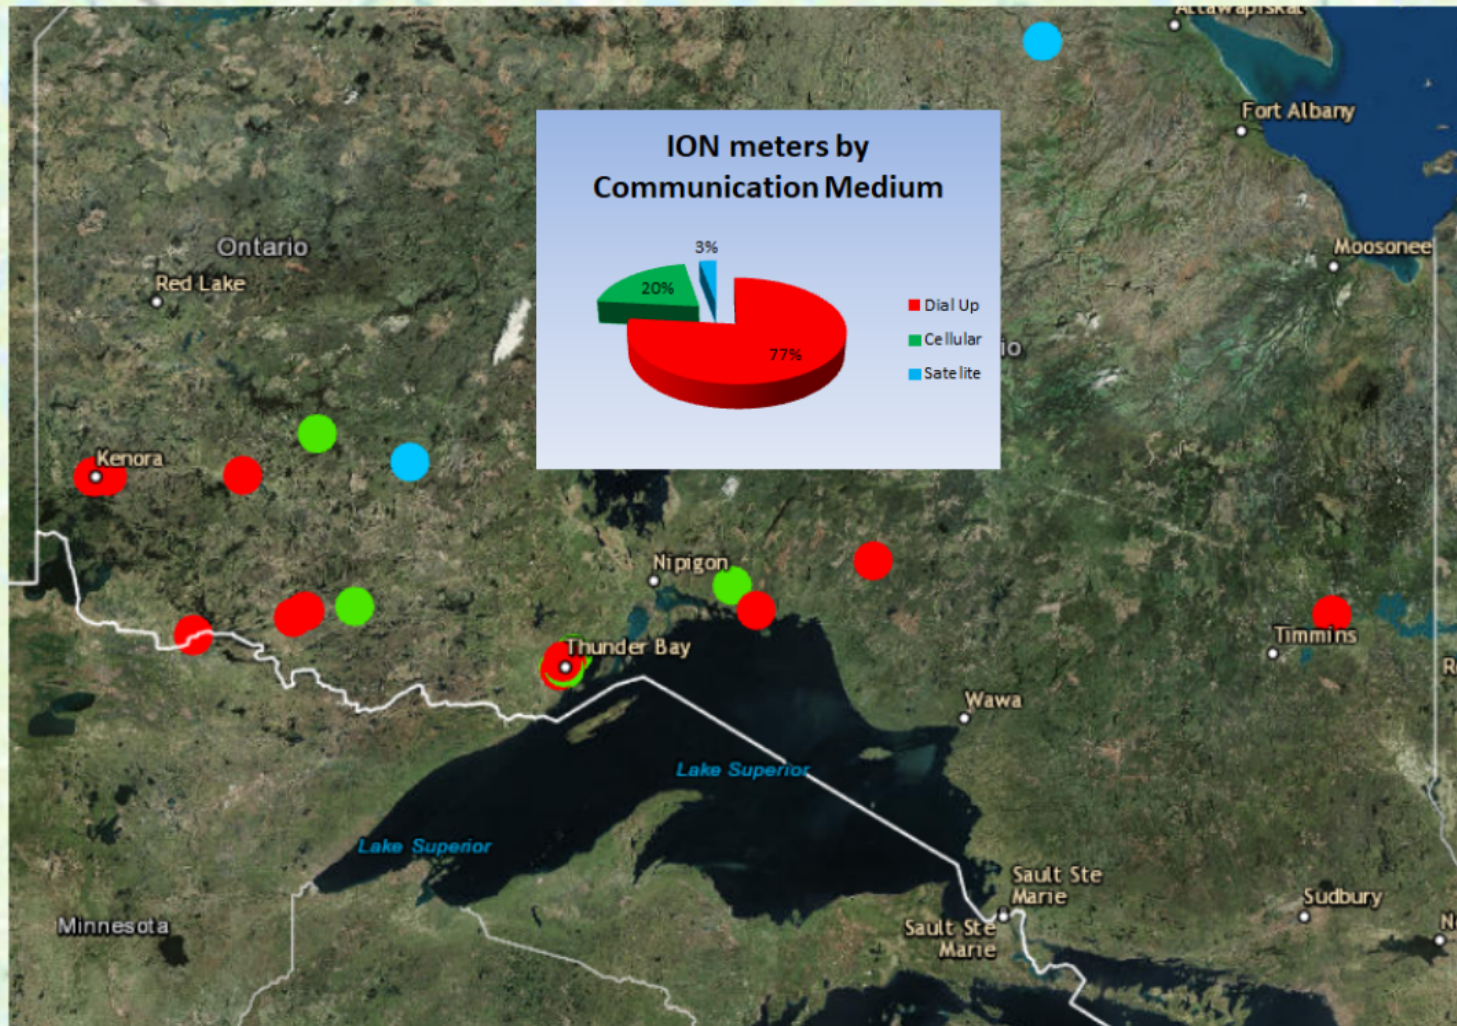 Attawapiskat
Fort Albany
ION meters by
Communication Medium
3%
20%
77%
Dial Up
Cellular
Satelite
Moosonee
Ontario
Red Lake
io
Kenora
Nipigon
Thunder Bay
Timmins
R
Wawa
Lake Superior
Lake Superior
Minnesota
Sault Ste
Marie
Sault Ste
Marie
Sudbury
N